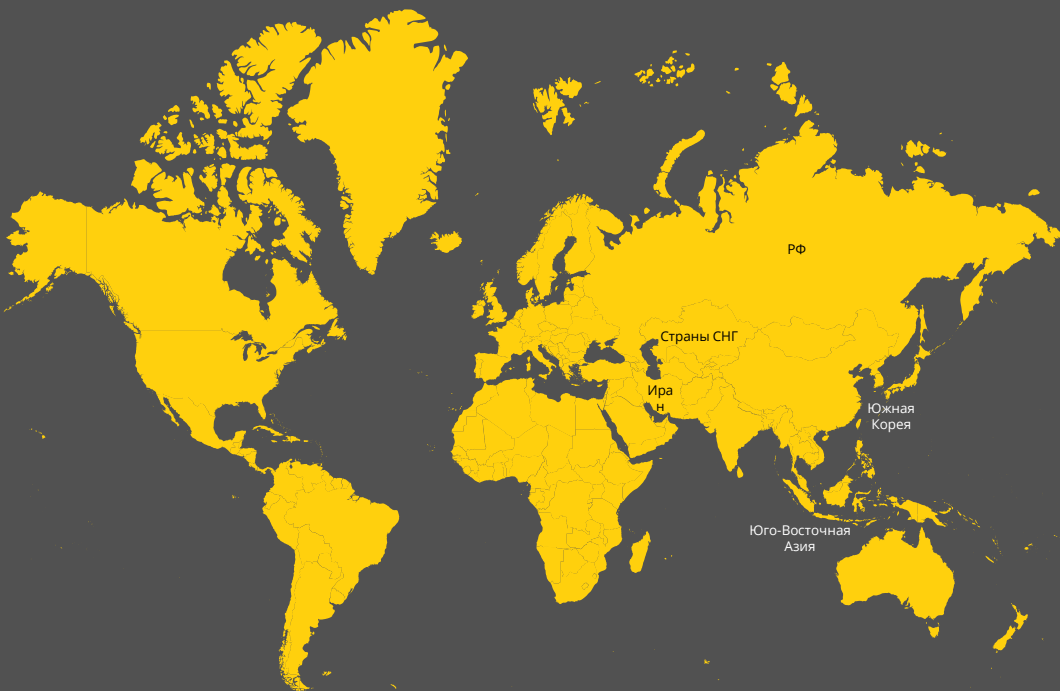 РФ
Страны СНГ
Ира
н
Южная
Корея
Юго-Восточная
Азия